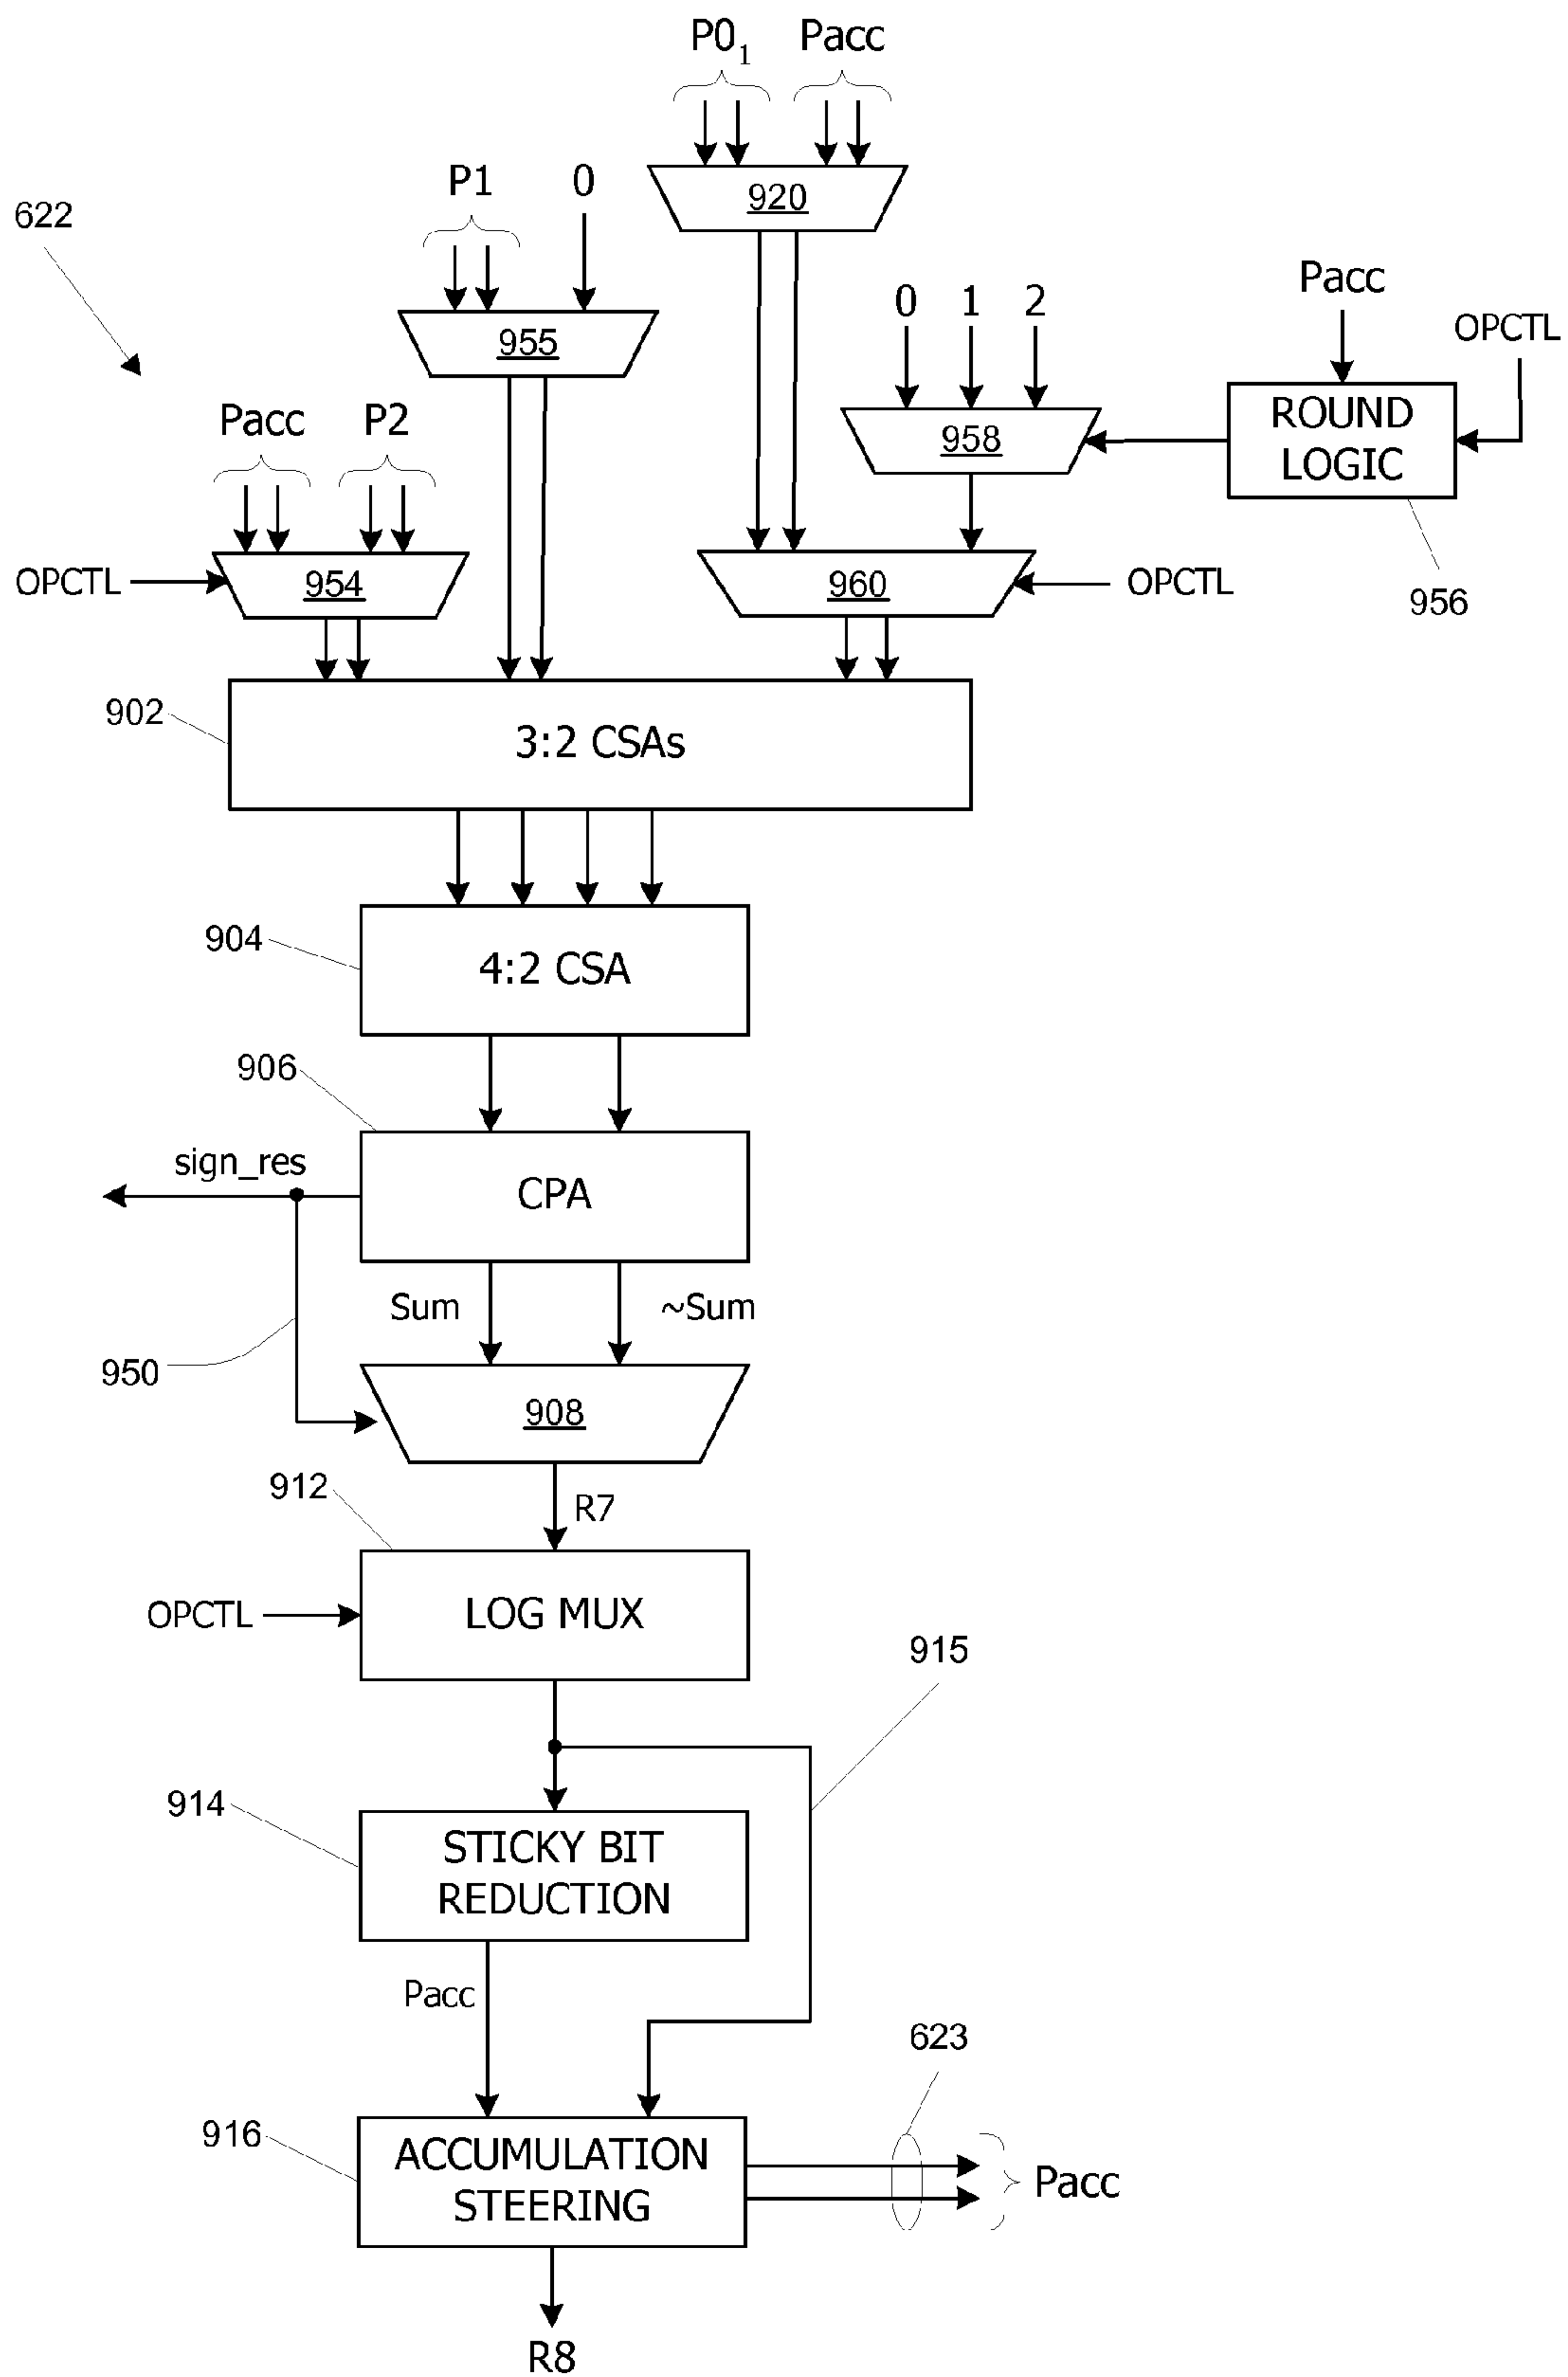 P0₁ Pacc
920
P1 0
622
955
Pacc
0 1 2
OPCTL
ROUND
LOGIC
958
Pacc P2
956
OPCTL
954
960
OPCTL
902
3:2 CSAs
904
4:2 CSA
906
sign_res
CPA
Sum
~Sum
950
908
912
R7
OPCTL
LOG MUX
915
914
STICKY BIT
REDUCTION
Pacc
623
916
ACCUMULATION
STEERING
Pacc
R8